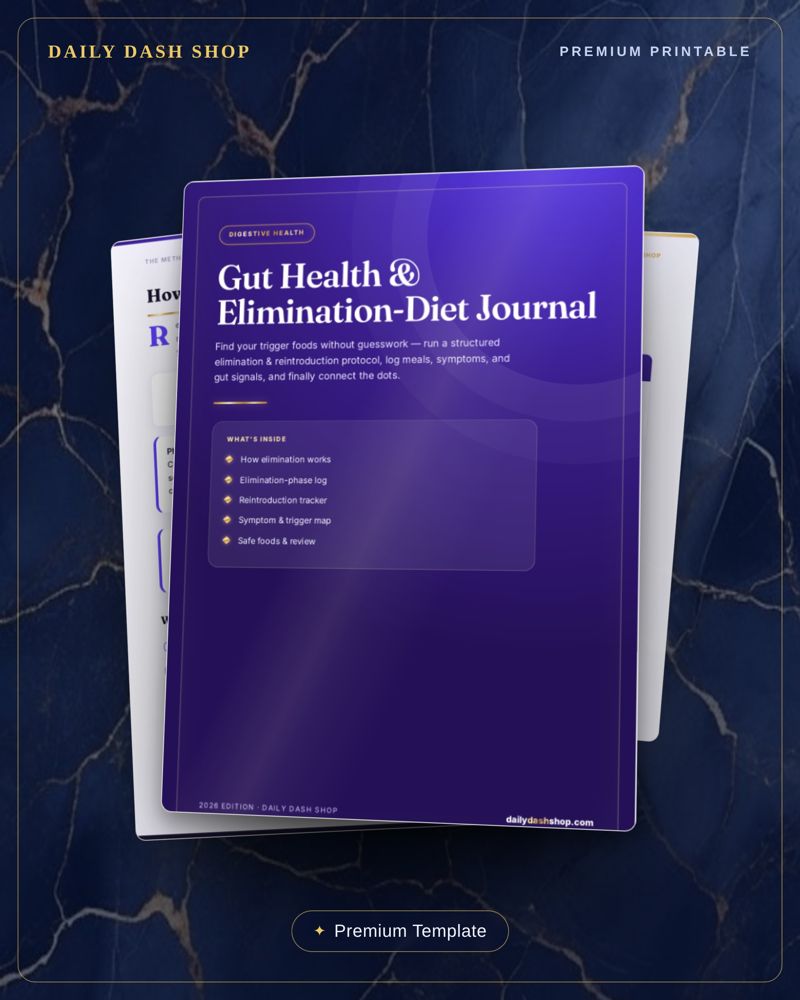 DAILY DASH SHOP
PREMIUM PRINTABLE
DIGESTIVE HEALTH
Gut Health &
Elimination-Diet Journal
Find your trigger foods without guesswork — run a structured
elimination & reintroduction protocol, log meals, symptoms, and
gut signals, and finally connect the dots.
WHAT'S INSIDE
How elimination works
Elimination-phase log
Reintroduction tracker
Symptom & trigger map
Safe foods & review
2026 EDITION · DAILY DASH SHOP
dailydashshop.com
THE
How
R
SHOP
Premium Template